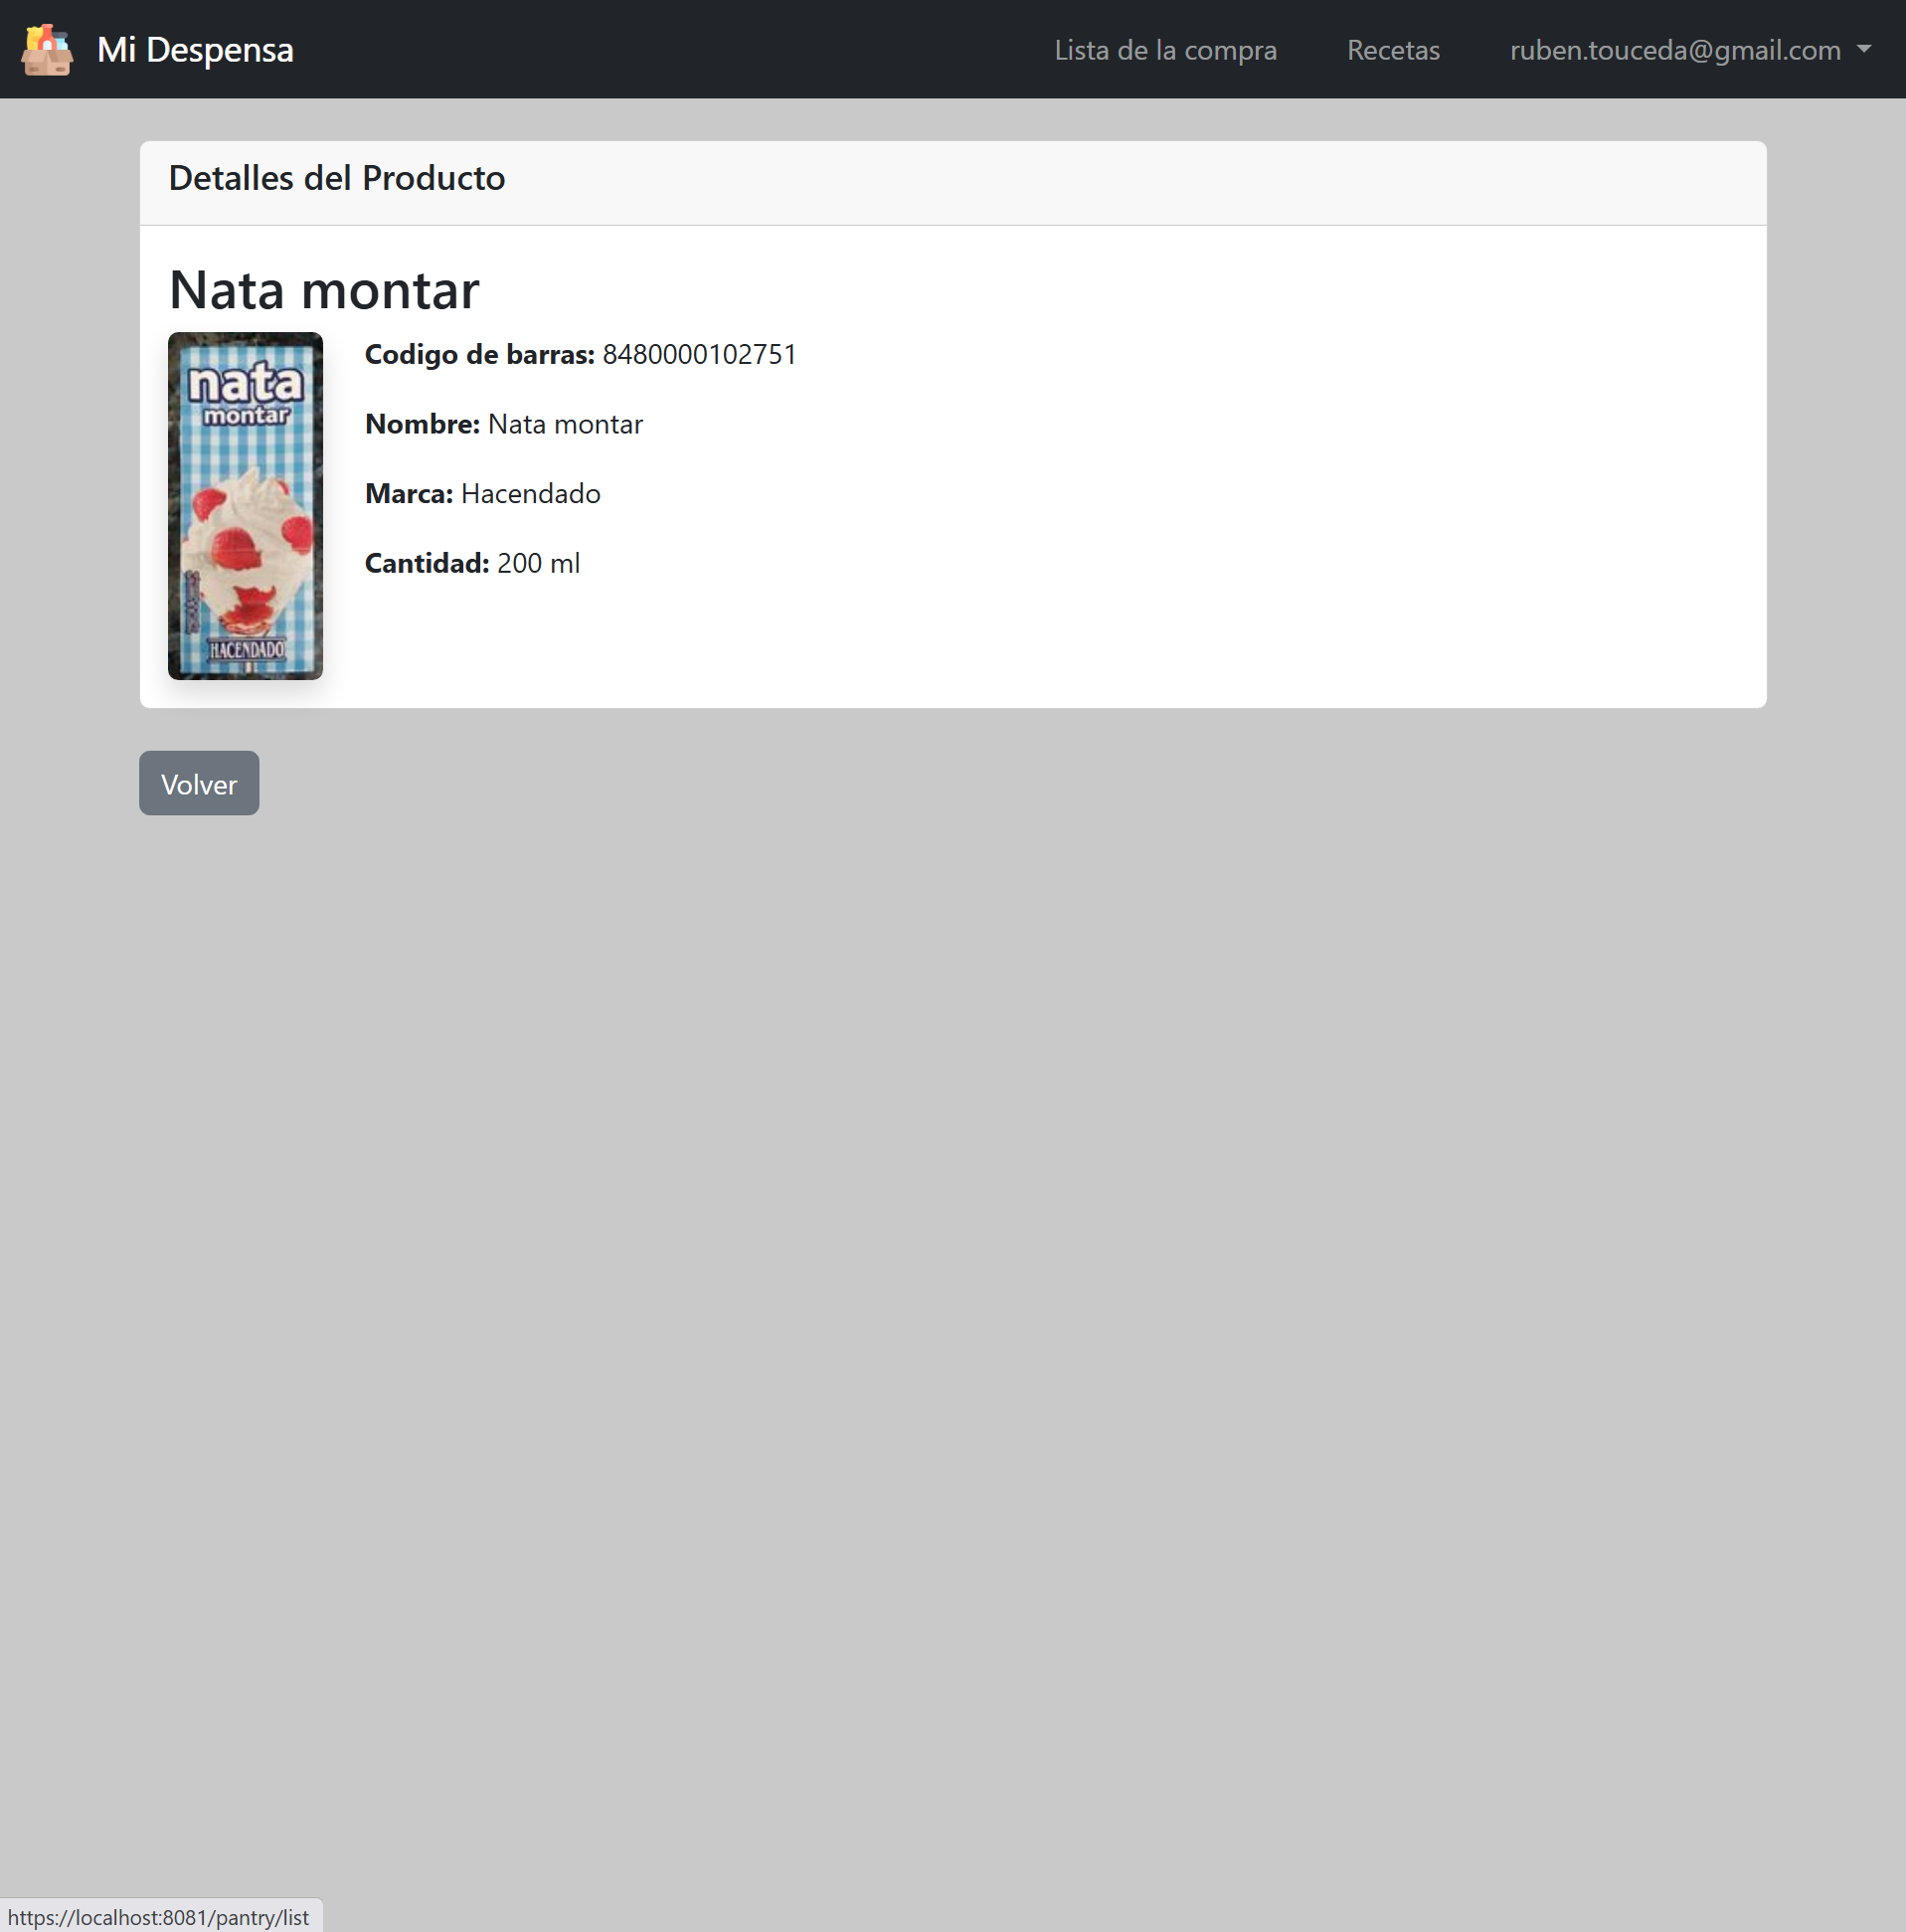 Mi Despensa
Lista de la compra
Recetas
ruben.touceda@gmail.com
Detalles del Producto
Nata montar
nata
montar
HACENDADO
Codigo de barras: 8480000102751
Nombre: Nata montar
Marca: Hacendado
Cantidad: 200 ml
Volver
https://localhost:8081/pantry/list